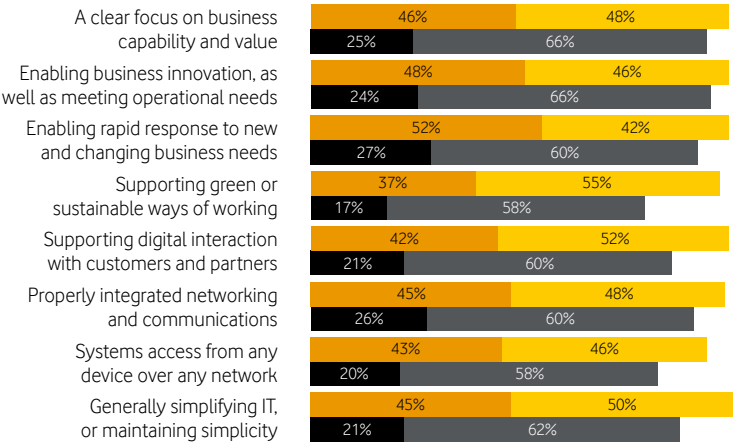 A clear focus on business
capability and value
46% 48%
25% 66%
Enabling business innovation, as
well as meeting operational needs
48% 46%
24% 66%
Enabling rapid response to new
and changing business needs
52% 42%
27% 60%
Supporting green or
sustainable ways of working
37% 55%
17% 58%
Supporting digital interaction
with customers and partners
42% 52%
21% 60%
Properly integrated networking
and communications
45% 48%
26% 60%
Systems access from any
device over any network
43% 46%
20% 58%
Generally simplifying IT,
or maintaining simplicity
45% 50%
21% 62%